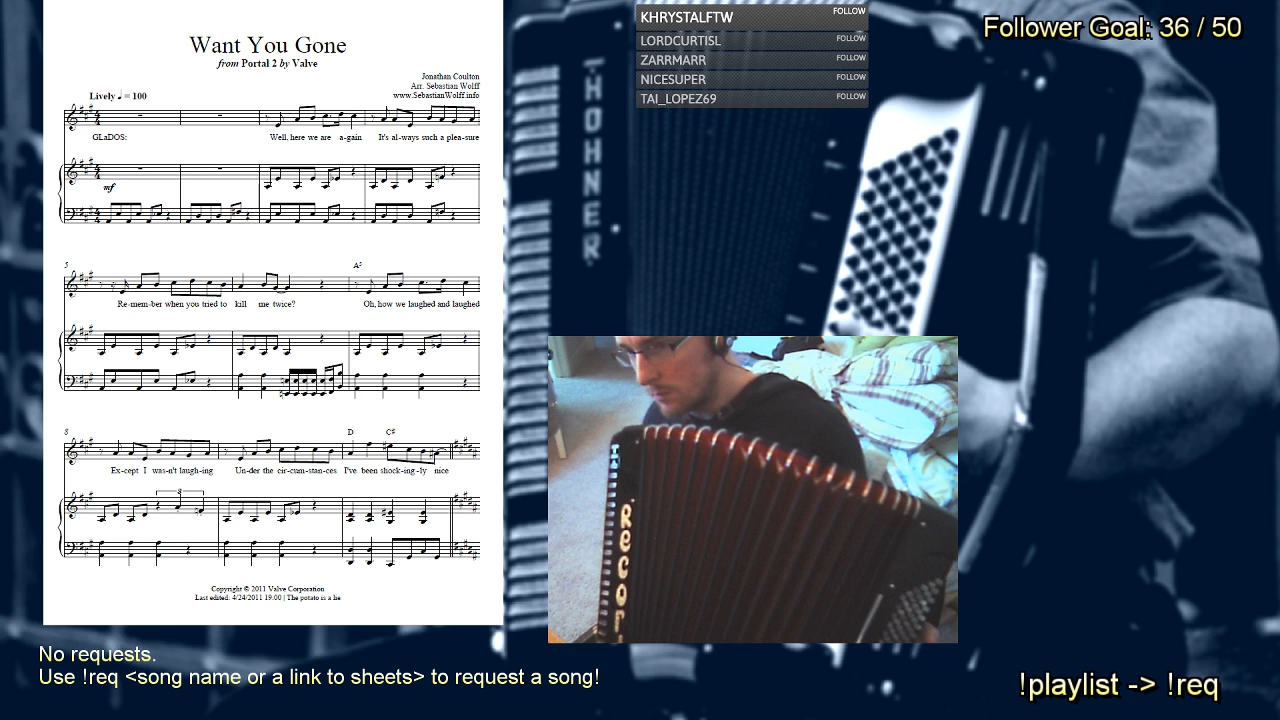 Want You Gone
from Portal 2 by Valve
Jonathan Coulton
Arr. Sebastian Wolff
www.SebastianWolff.info
Lively ♩ = 100
GLaDOS:
Well, here we are a-gain It's al-ways such a plea-sure
mf
5
A5
Re-mem-ber when you tried to kill me twice?
Oh, how we laughed and laughed
8
D C#
Ex-cept I was-n't laugh-ing Un-der the cir-cum-stan-ces I've been shock-ing-ly nice
3
Copyright © 2011 Valve Corporation
Last edited: 4/24/2011 19:00 | The potato is a lie
KHRYSTALFTW FOLLOW
LORDCURTISL FOLLOW
ZARRMARR FOLLOW
NICESUPER FOLLOW
TAI_LOPEZ69 FOLLOW
Follower Goal: 36 / 50
HOHNER
No requests.
Use !req <song name or a link to sheets> to request a song!
!playlist -> !req